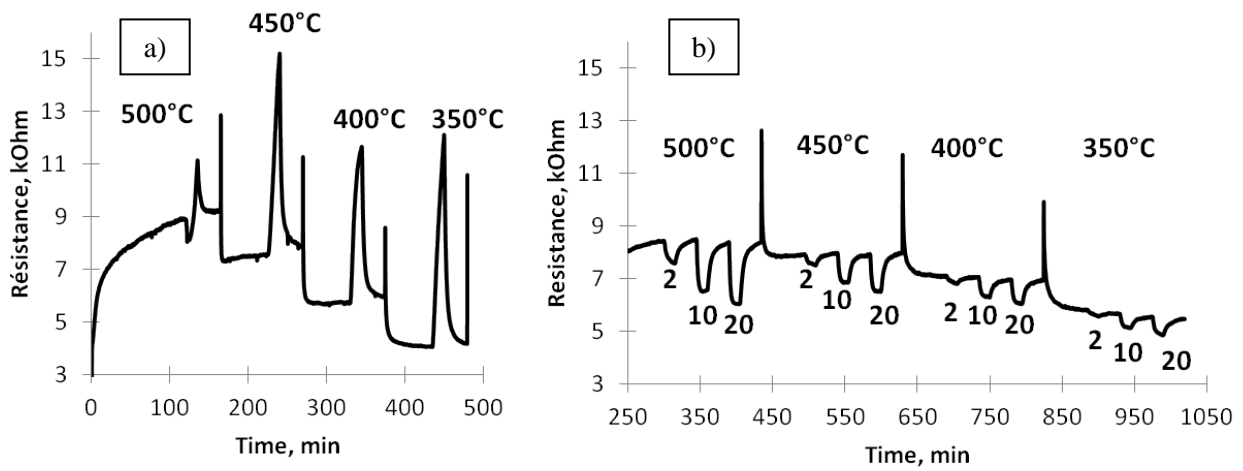 a)
450°C
500°C
400°C
350°C
Résistance, kOhm
15
13
11
9
7
5
3
0
100
200
300
400
500
Time, min
b)
500°C
450°C
400°C
350°C
Resistance, kOhm
15
13
11
9
7
5
3
2
10
20
2
10
20
2
10
20
2
10
20
250
450
650
850
950
1050
350
550
750
Time, min